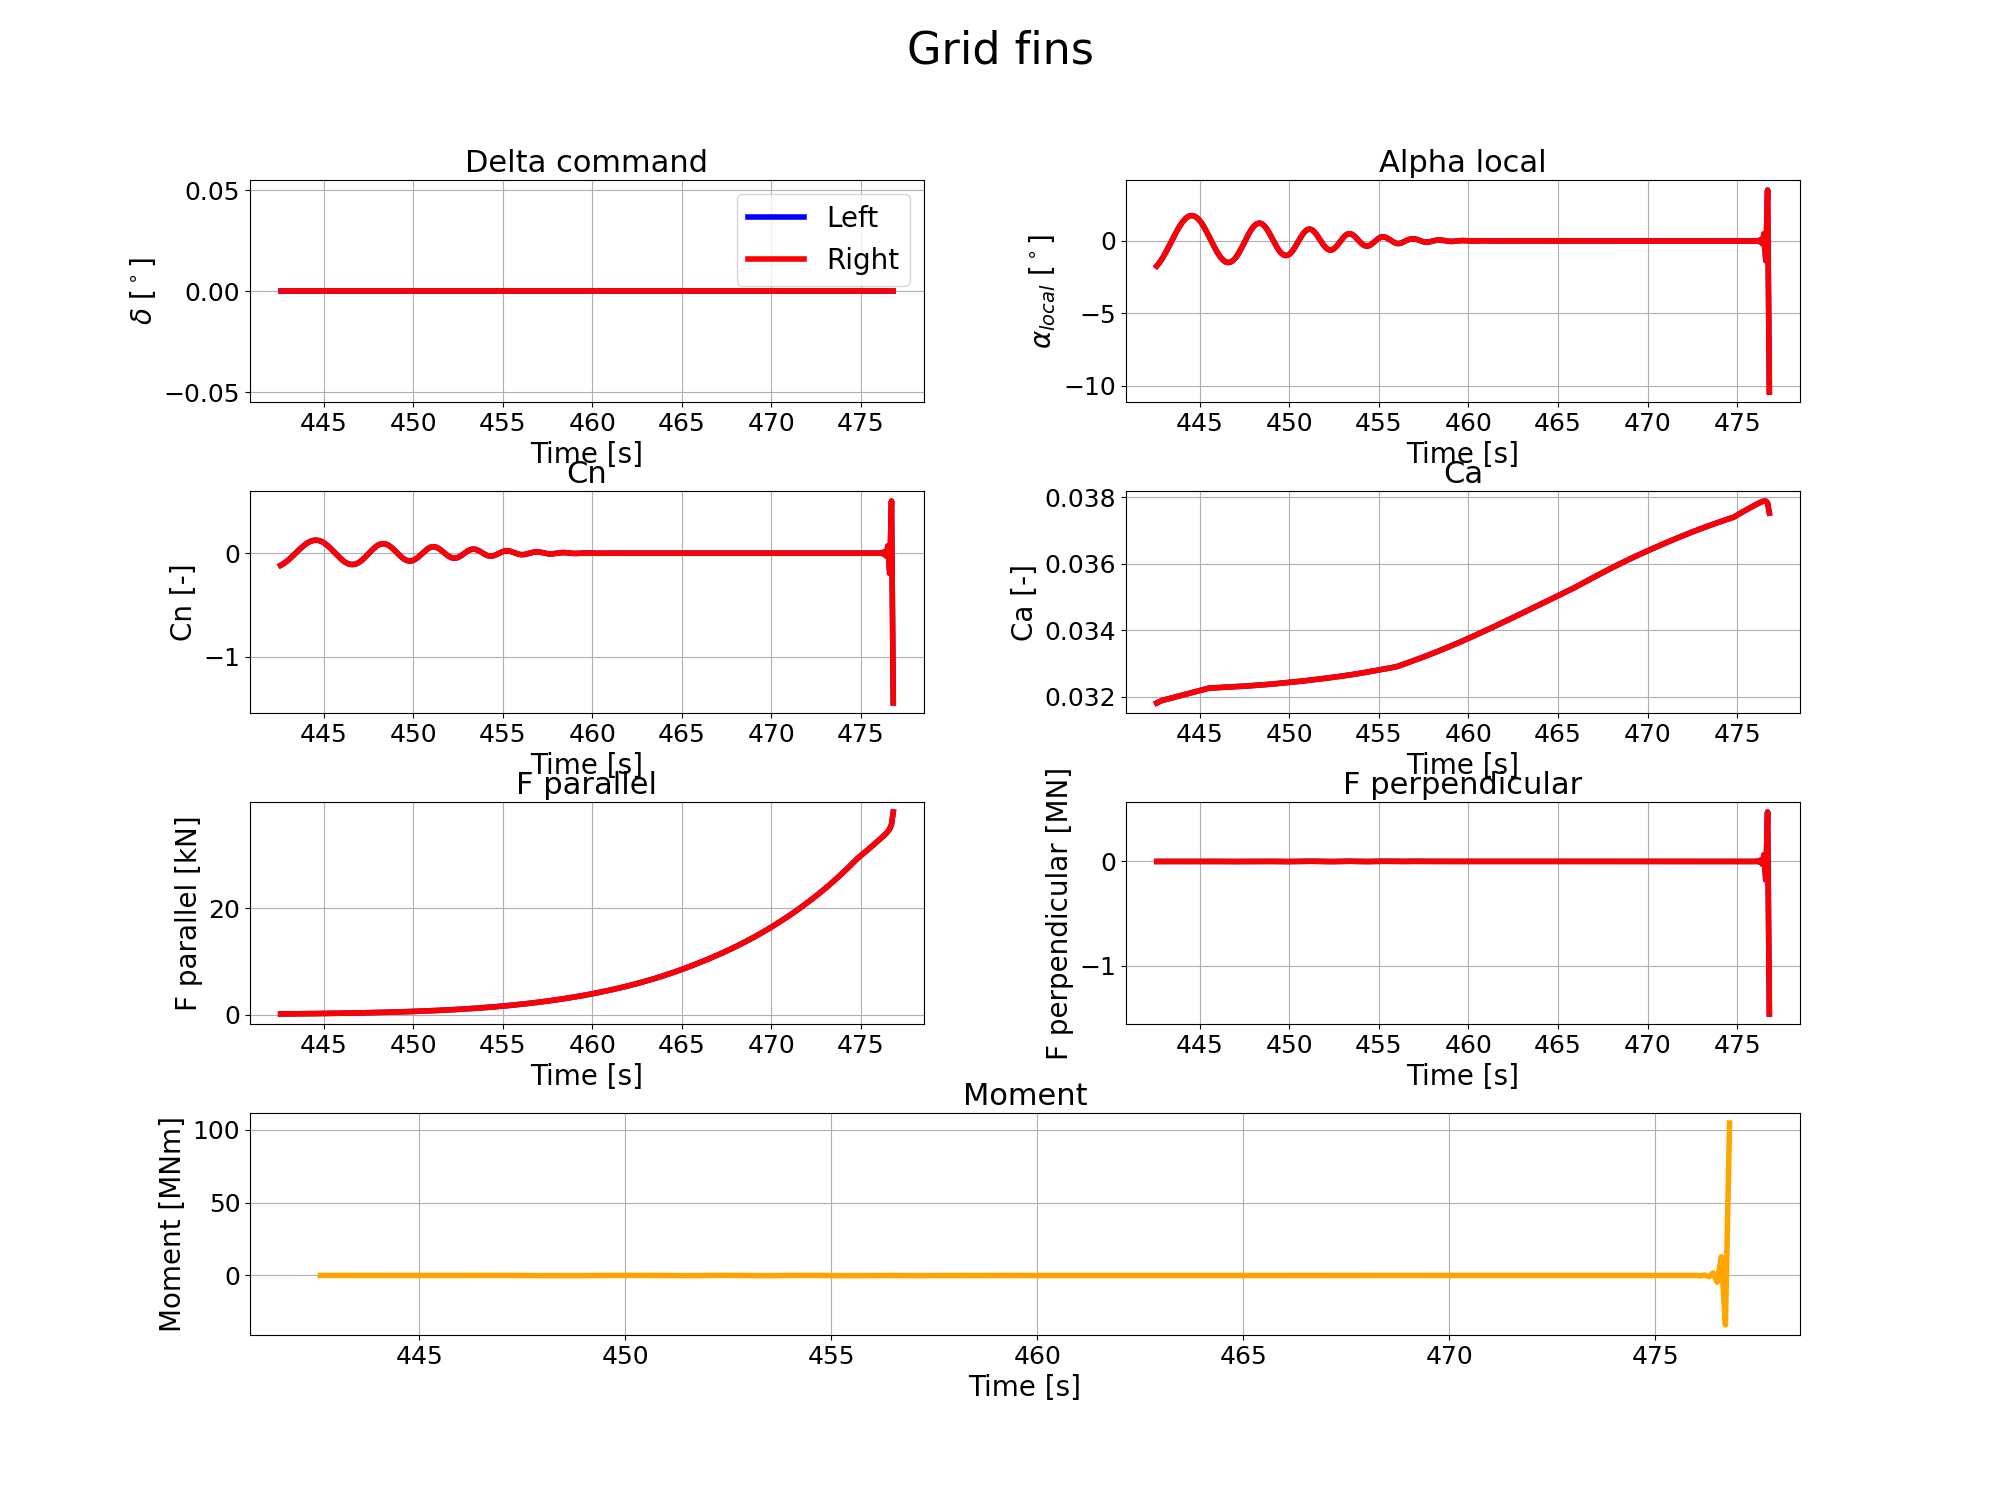 Grid fins
Delta command
δ [°]
0.05
0.00
−0.05
Left
Right
445 450 455 460 465 470 475
Time [s]
Alpha local
α_local [°]
0
−5
−10
445 450 455 460 465 470 475
Time [s]
Cn
Cn [-]
0
−1
445 450 455 460 465 470 475
Time [s]
Ca
Ca [-]
0.038
0.036
0.034
0.032
445 450 455 460 465 470 475
Time [s]
F parallel
F parallel [kN]
20
0
445 450 455 460 465 470 475
Time [s]
F perpendicular
F perpendicular [MN]
0
−1
445 450 455 460 465 470 475
Time [s]
Moment
Moment [MNm]
100
50
0
445 450 455 460 465 470 475
Time [s]